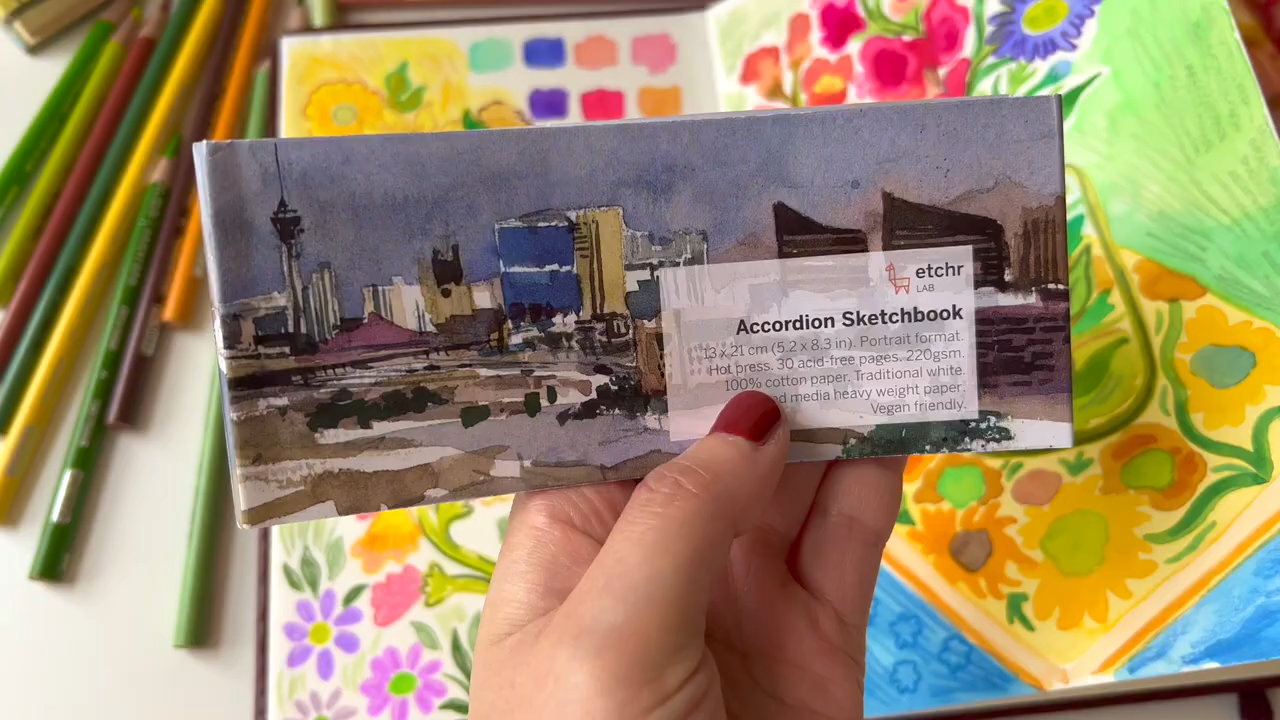 etchr
LAB
Accordion Sketchbook
13 x 21 cm (5.2 x 8.3 in). Portrait format.
Hot press. 30 acid-free pages. 220gsm.
100% cotton paper. Traditional white.
media heavy weight paper.
Vegan friendly.